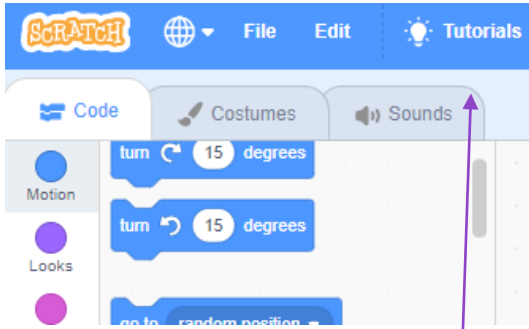 SCRATCH File Edit Tutorials
Code Costumes Sounds
turn 15 degrees
Motion
turn 15 degrees
Looks
go to random position